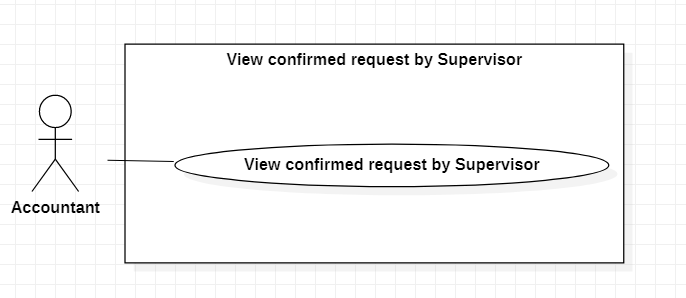 View confirmed request by Supervisor
View confirmed request by Supervisor
Accountant